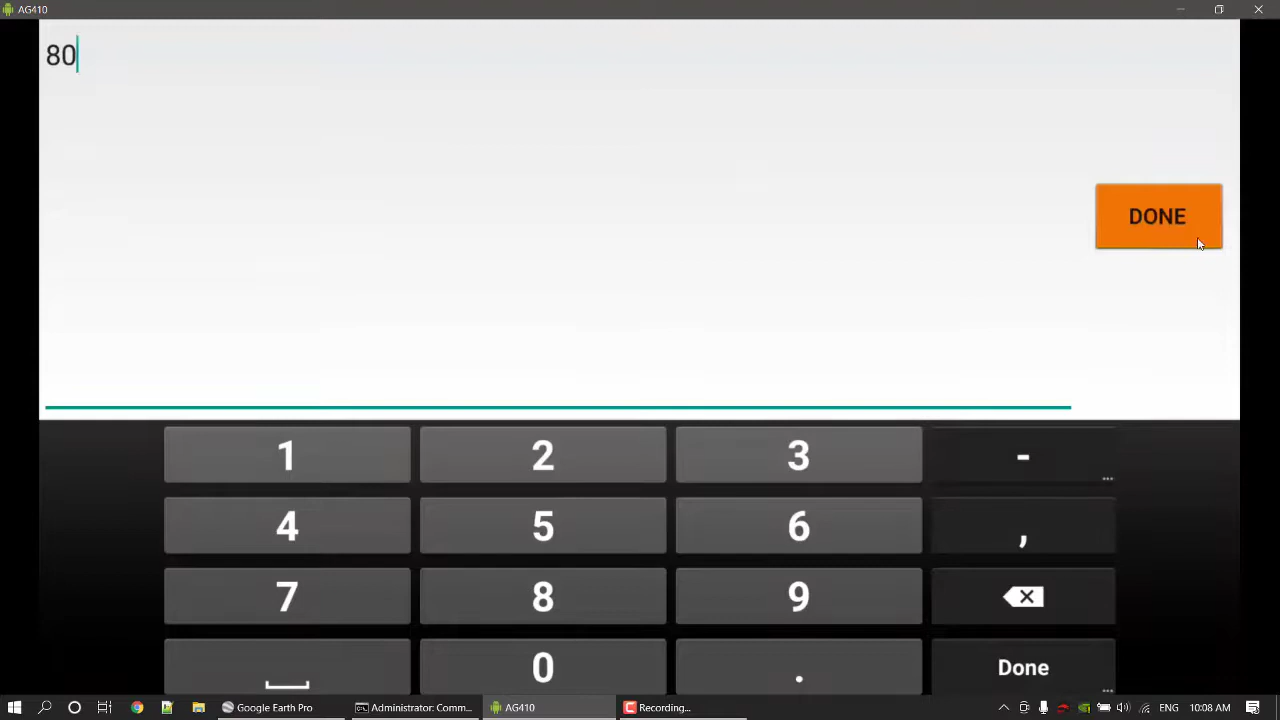 AG410
80
DONE
1 2 3 -
4 5 6 ,
7 8 9
0 . Done
Google Earth Pro Administrator: Comm... AG410 Recording... ENG 10:08 AM